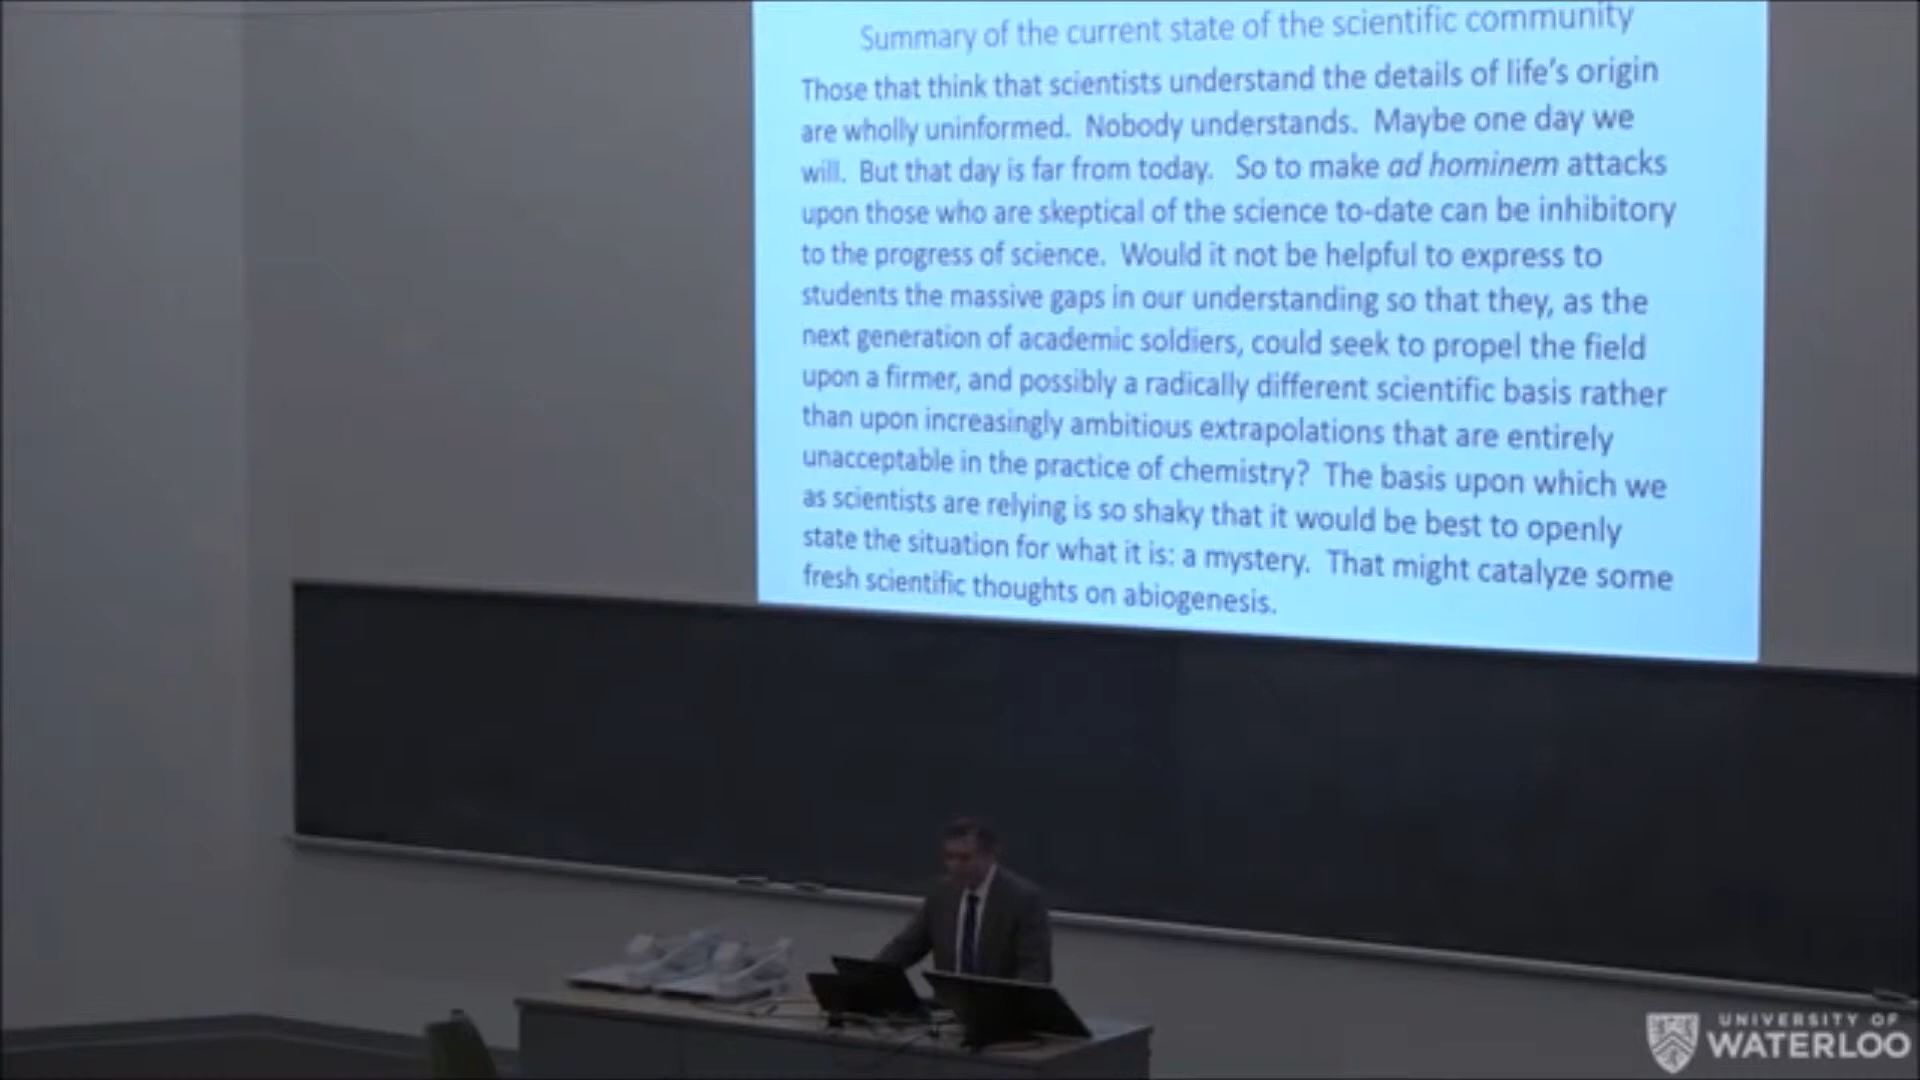 Summary of the current state of the scientific community
Those that think that scientists understand the details of life's origin
are wholly uninformed. Nobody understands. Maybe one day we
will. But that day is far from today. So to make ad hominem attacks
upon those who are skeptical of the science to-date can be inhibitory
to the progress of science. Would it not be helpful to express to
students the massive gaps in our understanding so that they, as the
next generation of academic soldiers, could seek to propel the field
upon a firmer, and possibly a radically different scientific basis rather
than upon increasingly ambitious extrapolations that are entirely
unacceptable in the practice of chemistry? The basis upon which we
as scientists are relying is so shaky that it would be best to openly
state the situation for what it is: a mystery. That might catalyze some
fresh scientific thoughts on abiogenesis.
UNIVERSITY OF
WATERLOO